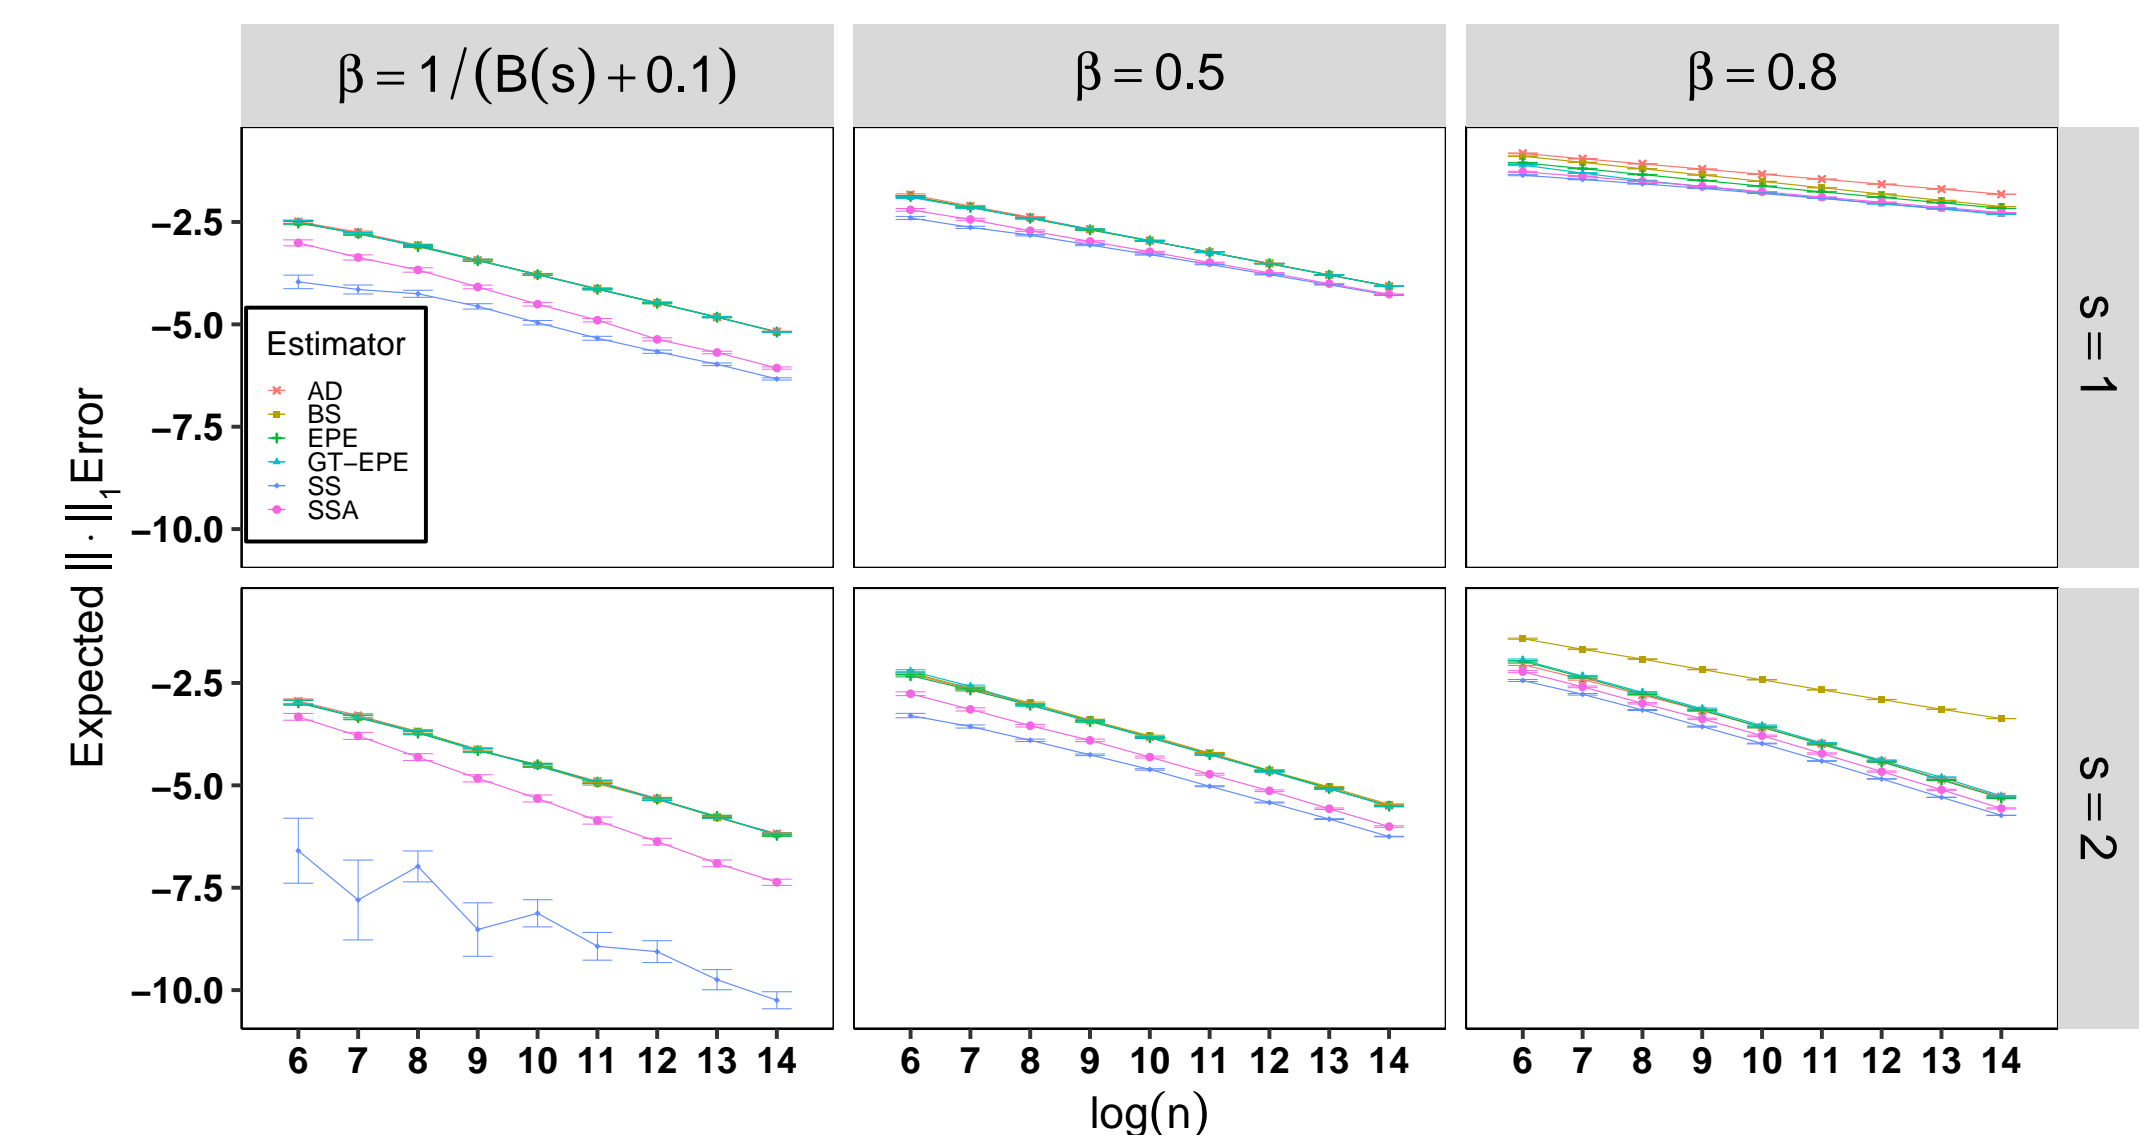 β = 1/(B(s) + 0.1)
β = 0.5
β = 0.8
−2.5
−5.0
−7.5
−10.0
Estimator
AD
BS
EPE
GT−EPE
SS
SSA
s = 1
Expected ||| · |||₁ Error
−2.5
−5.0
−7.5
−10.0
s = 2
6 7 8 9 10 11 12 13 14
6 7 8 9 10 11 12 13 14
6 7 8 9 10 11 12 13 14
log(n)